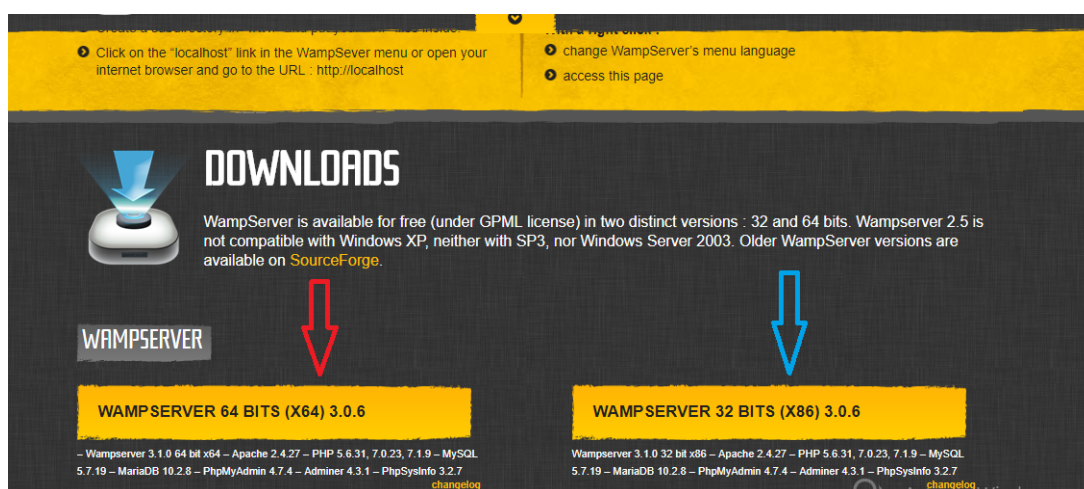 Click on the “localhost” link in the WampSever menu or open your
internet browser and go to the URL : http://localhost
change WampServer’s menu language
access this page
DOWNLOADS
WampServer is available for free (under GPML license) in two distinct versions : 32 and 64 bits. Wampserver 2.5 is
not compatible with Windows XP, neither with SP3, nor Windows Server 2003. Older WampServer versions are
available on SourceForge.
WAMPSERVER
WAMPSERVER 64 BITS (X64) 3.0.6
– Wampserver 3.1.0 64 bit x64 – Apache 2.4.27 – PHP 5.6.31, 7.0.23, 7.1.9 – MySQL
5.7.19 – MariaDB 10.2.8 – PhpMyAdmin 4.7.4 – Adminer 4.3.1 – PhpSysInfo 3.2.7
changelog
WAMPSERVER 32 BITS (X86) 3.0.6
Wampserver 3.1.0 32 bit x86 – Apache 2.4.27 – PHP 5.6.31, 7.0.23, 7.1.9 – MySQL
5.7.19 – MariaDB 10.2.8 – PhpMyAdmin 4.7.4 – Adminer 4.3.1 – PhpSysInfo 3.2.7
changelog